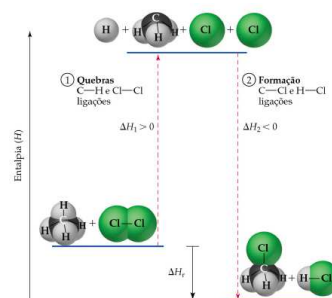 H + C H H H + Cl + Cl
① Quebras
C—H e Cl—Cl
ligações
② Formação
C—Cl e H—Cl
ligações
ΔH₁ > 0
ΔH₂ < 0
Entalpia (H)
H C H H H + Cl Cl
ΔHᵣ
Cl C H H H + H Cl